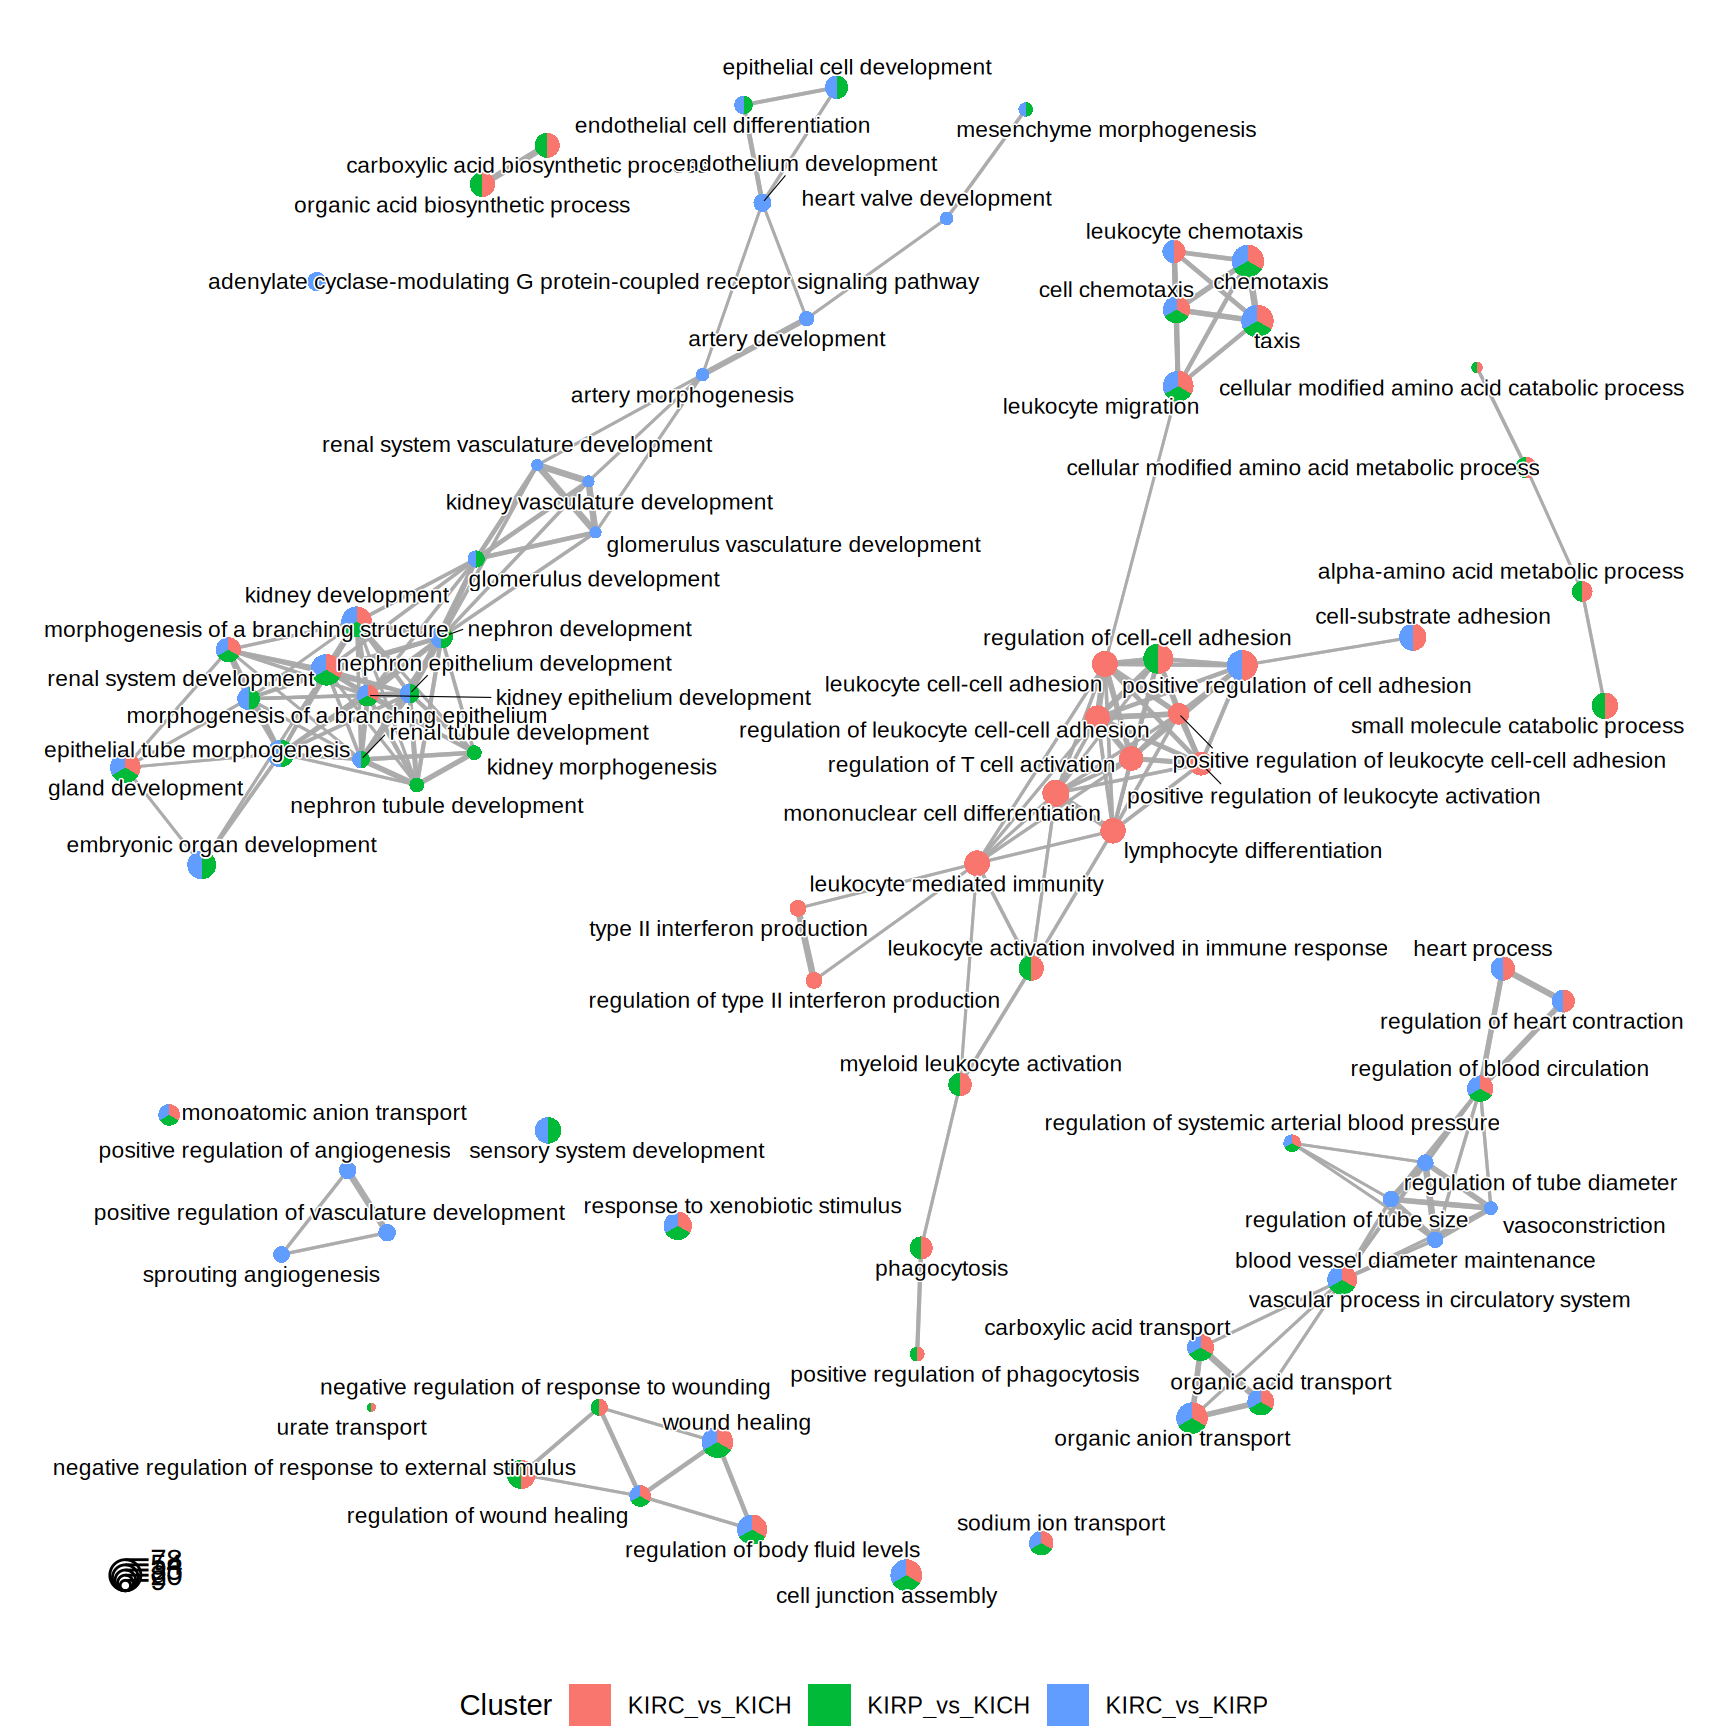 epithelial cell development
endothelial cell differentiation
mesenchyme morphogenesis
carboxylic acid biosynthetic process
endothelium development
organic acid biosynthetic process
heart valve development
leukocyte chemotaxis
adenylate cyclase-modulating G protein-coupled receptor signaling pathway
cell chemotaxis
chemotaxis
artery development
taxis
artery morphogenesis
cellular modified amino acid catabolic process
leukocyte migration
renal system vasculature development
cellular modified amino acid metabolic process
kidney vasculature development
glomerulus vasculature development
glomerulus development
alpha-amino acid metabolic process
kidney development
cell-substrate adhesion
morphogenesis of a branching structure
nephron development
regulation of cell-cell adhesion
nephron epithelium development
renal system development
leukocyte cell-cell adhesion
positive regulation of cell adhesion
kidney epithelium development
morphogenesis of a branching epithelium
small molecule catabolic process
renal tubule development
regulation of leukocyte cell-cell adhesion
epithelial tube morphogenesis
kidney morphogenesis
regulation of T cell activation
positive regulation of leukocyte cell-cell adhesion
gland development
nephron tubule development
positive regulation of leukocyte activation
mononuclear cell differentiation
embryonic organ development
lymphocyte differentiation
leukocyte mediated immunity
type II interferon production
leukocyte activation involved in immune response
heart process
regulation of type II interferon production
regulation of heart contraction
myeloid leukocyte activation
regulation of blood circulation
monoatomic anion transport
regulation of systemic arterial blood pressure
positive regulation of angiogenesis
sensory system development
regulation of tube diameter
positive regulation of vasculature development
response to xenobiotic stimulus
regulation of tube size
vasoconstriction
blood vessel diameter maintenance
phagocytosis
sprouting angiogenesis
vascular process in circulatory system
carboxylic acid transport
positive regulation of phagocytosis
organic acid transport
negative regulation of response to wounding
urate transport
wound healing
organic anion transport
negative regulation of response to external stimulus
regulation of wound healing
sodium ion transport
regulation of body fluid levels
cell junction assembly
78
Cluster
KIRC_vs_KICH
KIRP_vs_KICH
KIRC_vs_KIRP